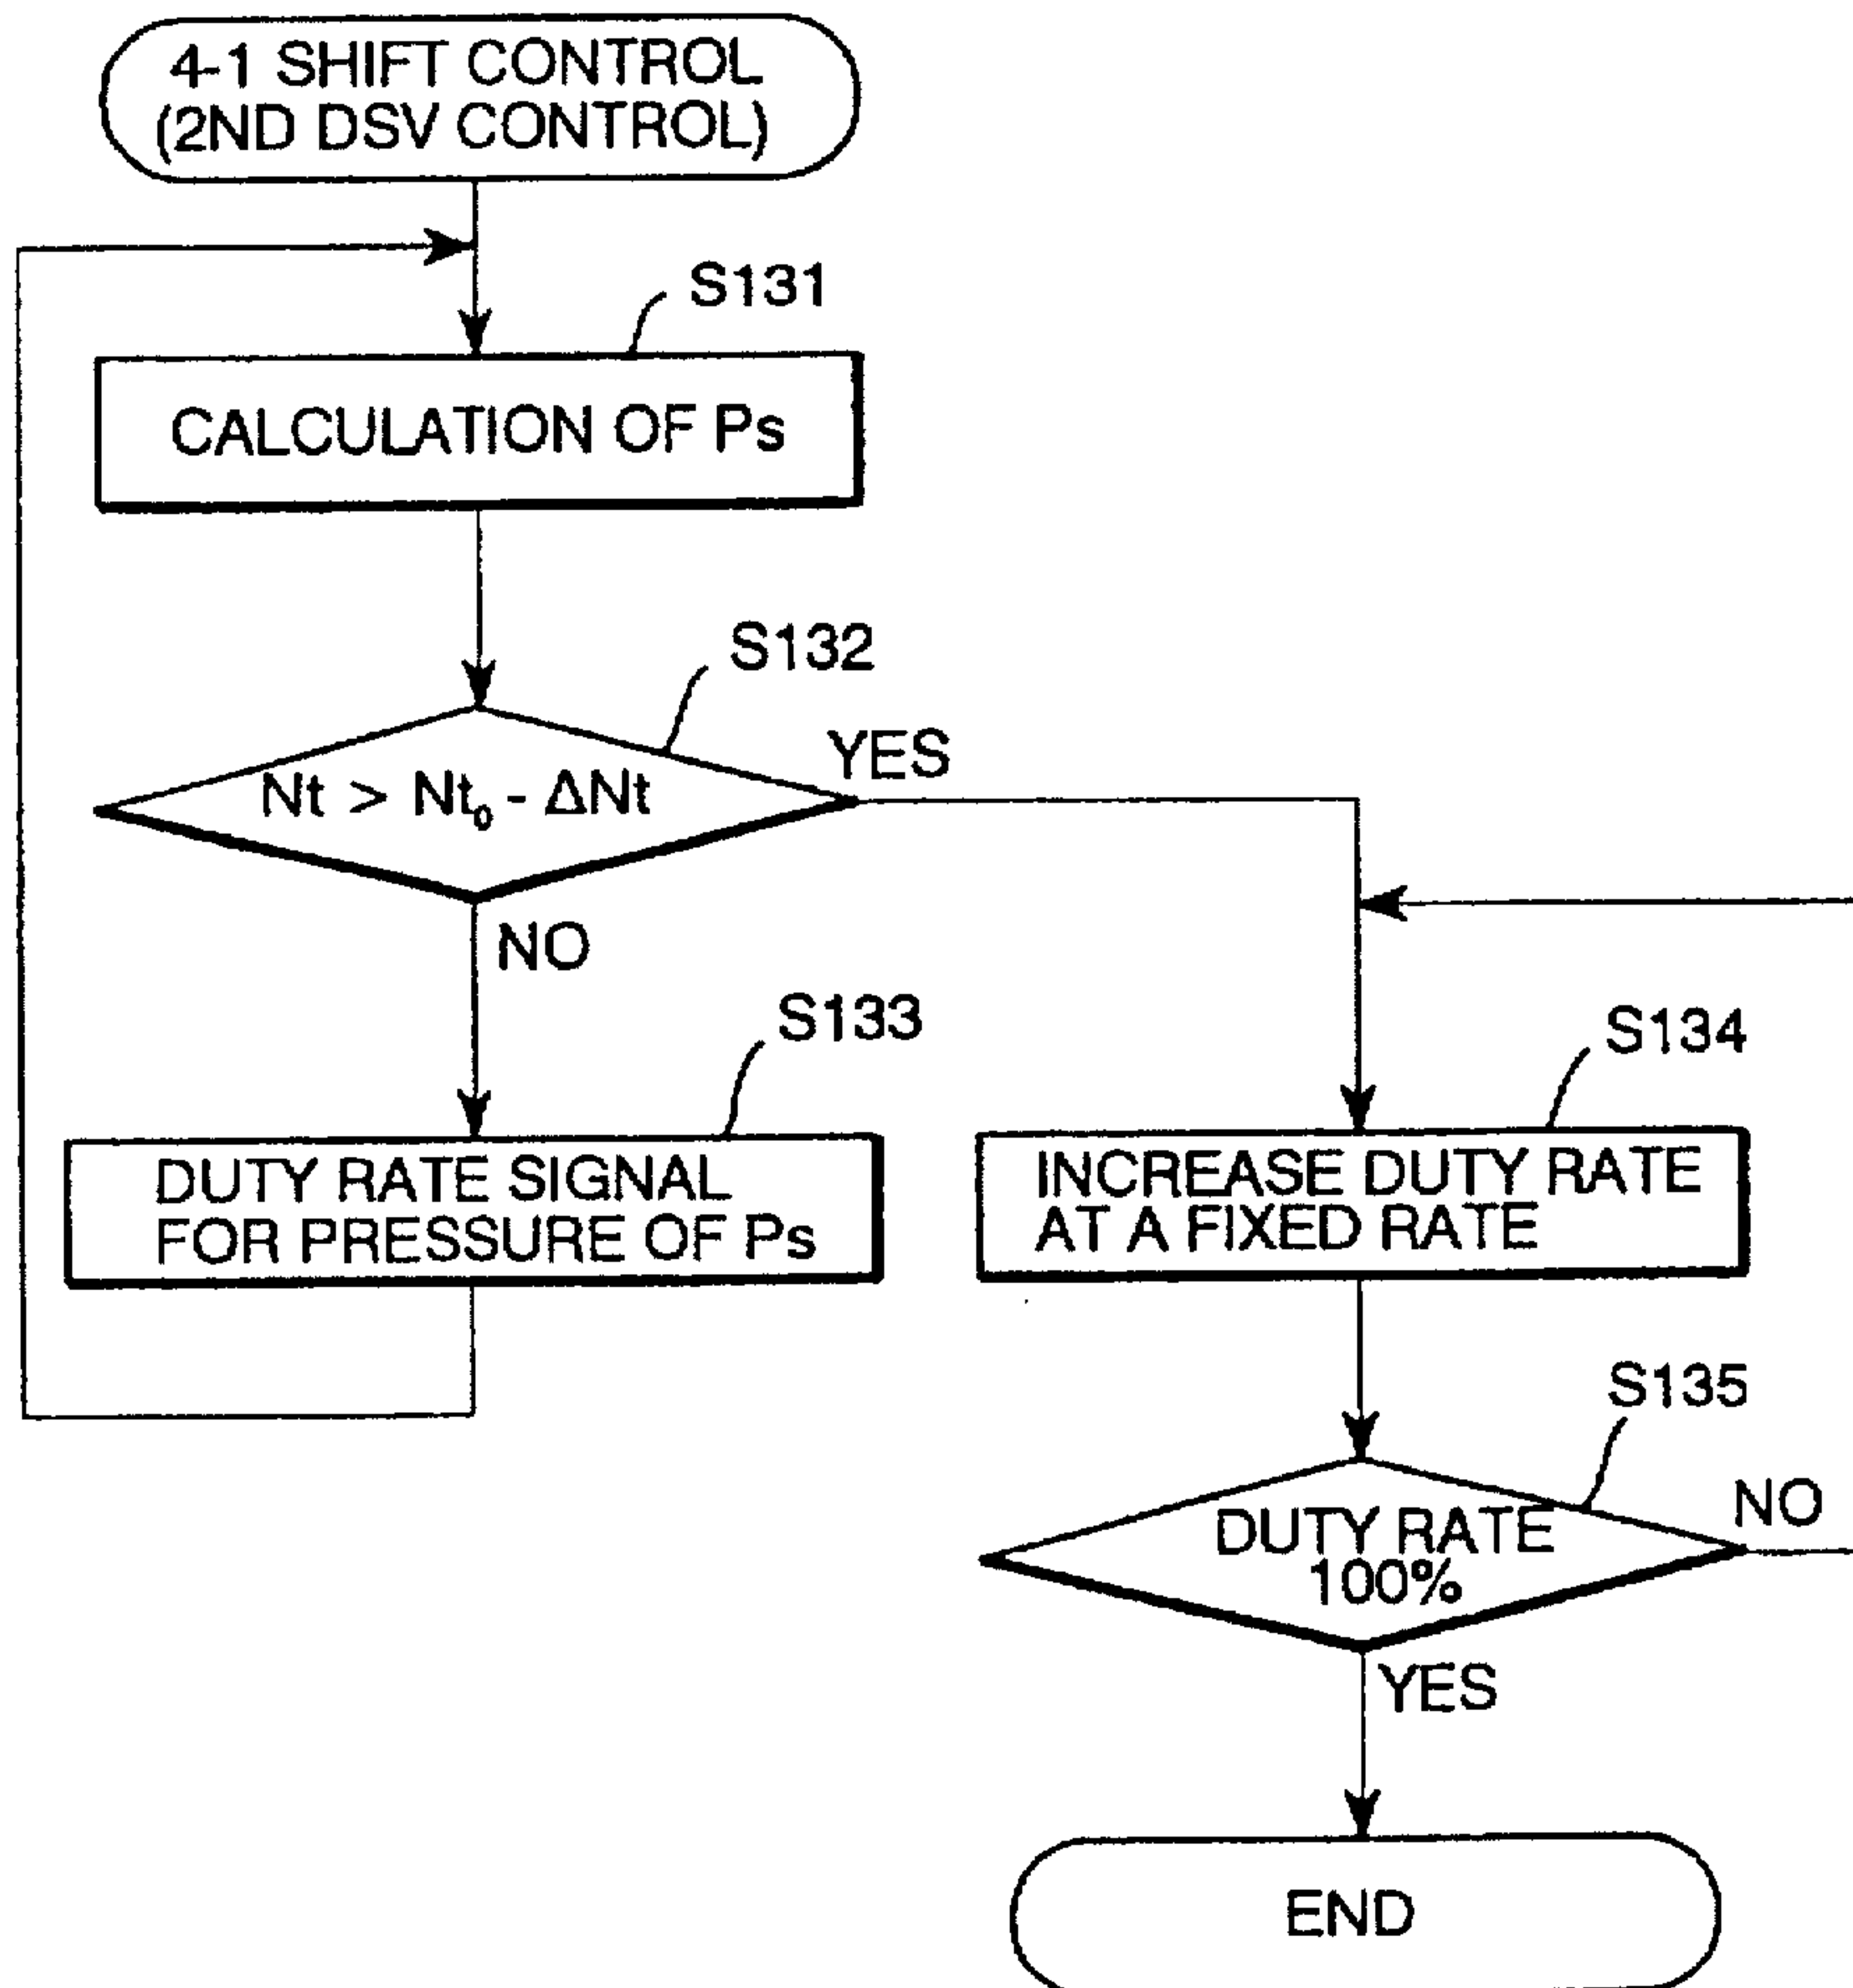 4-1 SHIFT CONTROL
(2ND DSV CONTROL)
S131
CALCULATION OF Ps
S132
YES
Nt > Nt₀ - ΔNt
NO
S133
DUTY RATE SIGNAL
FOR PRESSURE OF Ps
S134
INCREASE DUTY RATE
AT A FIXED RATE
S135
NO
DUTY RATE
100%
YES
END